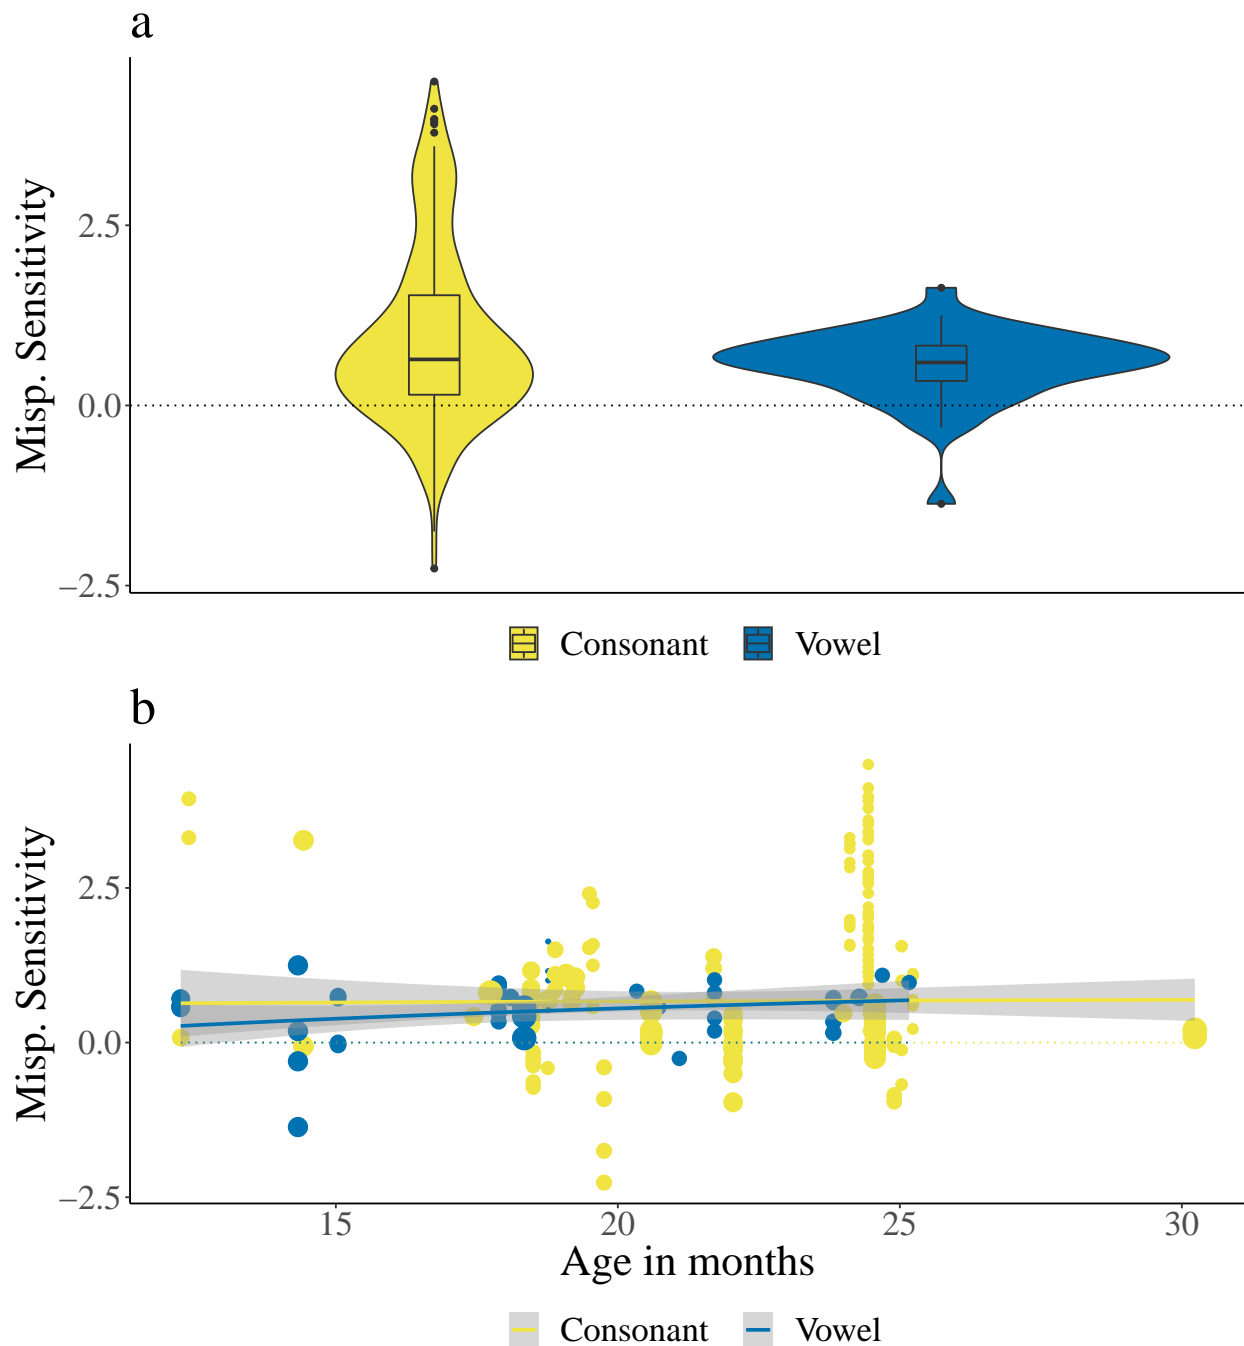 a
Misp. Sensitivity
2.5
0.0
−2.5
Consonant Vowel
b
Misp. Sensitivity
2.5
0.0
−2.5
15 20 25 30
Age in months
Consonant Vowel